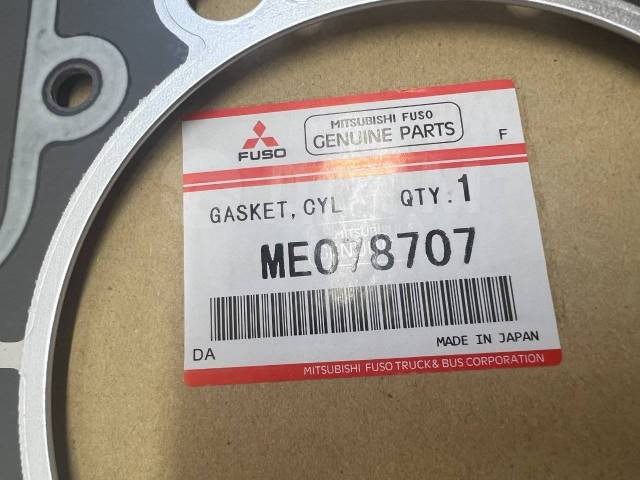 FUSO
MITSUBISHI FUSO
GENUINE PARTS
F
GASKET, CYL QTY.1
ME078707
DA
MADE IN JAPAN
MITSUBISHI FUSO TRUCK & BUS CORPORATION